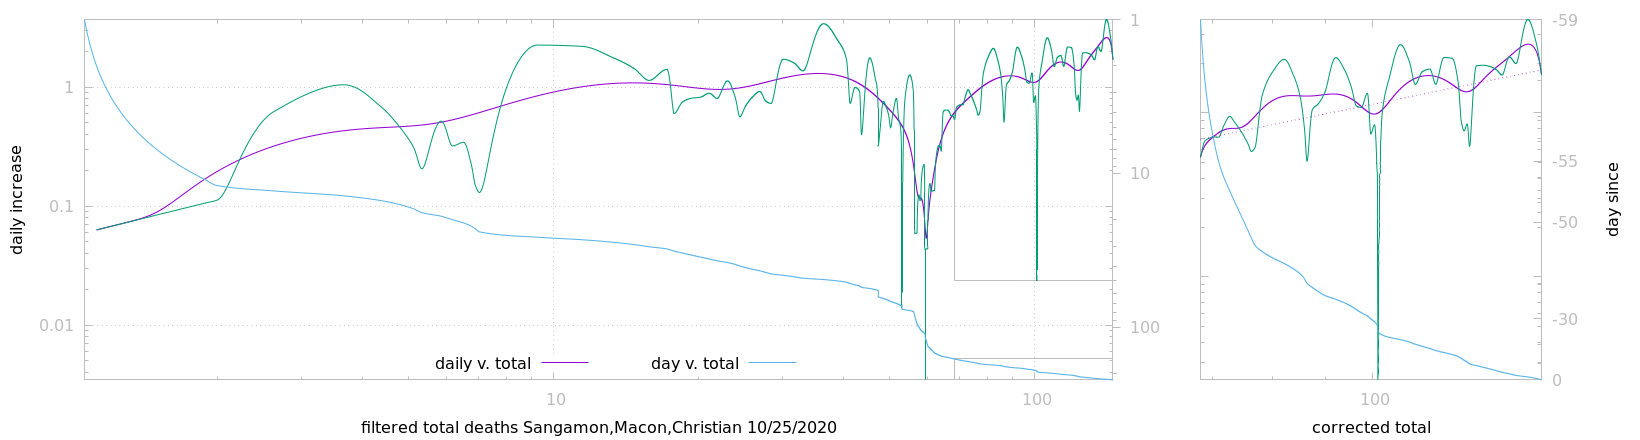 1
0.1
0.01
daily increase
daily v. total
day v. total
10
100
filtered total deaths Sangamon,Macon,Christian 10/25/2020
1
10
100
-59
-55
-50
-30
0
day since
100
corrected total